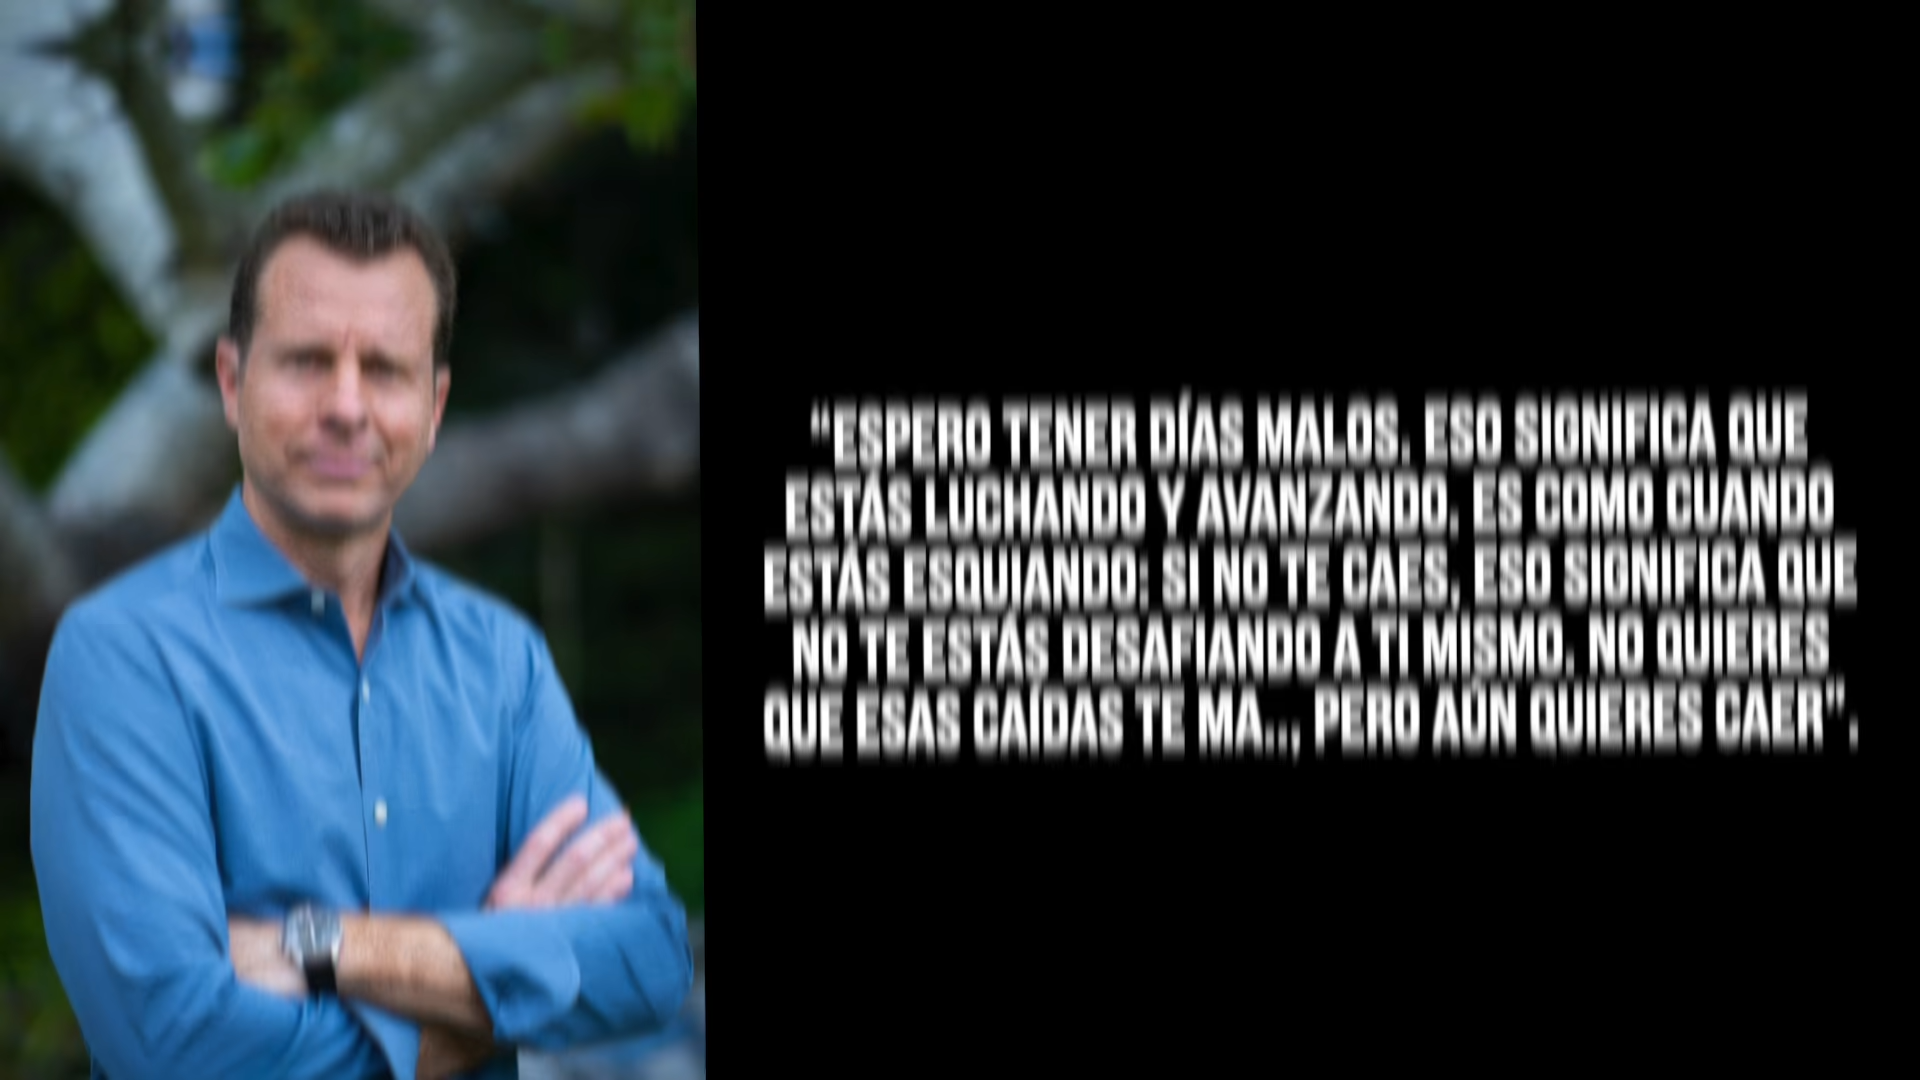 “ESPERO TENER DÍAS MALOS. ESO SIGNIFICA QUE
ESTÁS LUCHANDO Y AVANZANDO. ES COMO CUANDO
ESTÁS ESQUIANDO: SI NO TE CAES, ESO SIGNIFICA QUE
NO TE ESTÁS DESAFIANDO A TI MISMO. NO QUIERES
QUE ESAS CAÍDAS TE MA.., PERO AÚN QUIERES CAER”.